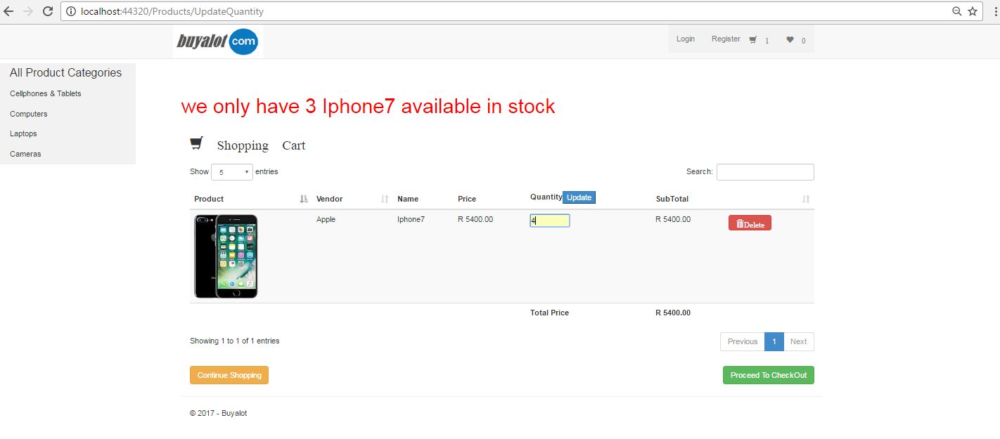 localhost:44320/Products/UpdateQuantity
buyalot com
Login Register 1 0
All Product Categories
Cellphones & Tablets
Computers
Laptops
Cameras
we only have 3 Iphone7 available in stock
Shopping Cart
Show 5 entries Search:
Product Vendor Name Price Quantity Update SubTotal
Apple Iphone7 R 5400.00 4 R 5400.00 Delete
Total Price R 5400.00
Showing 1 to 1 of 1 entries Previous 1 Next
Continue Shopping Proceed To CheckOut
© 2017 - Buyalot